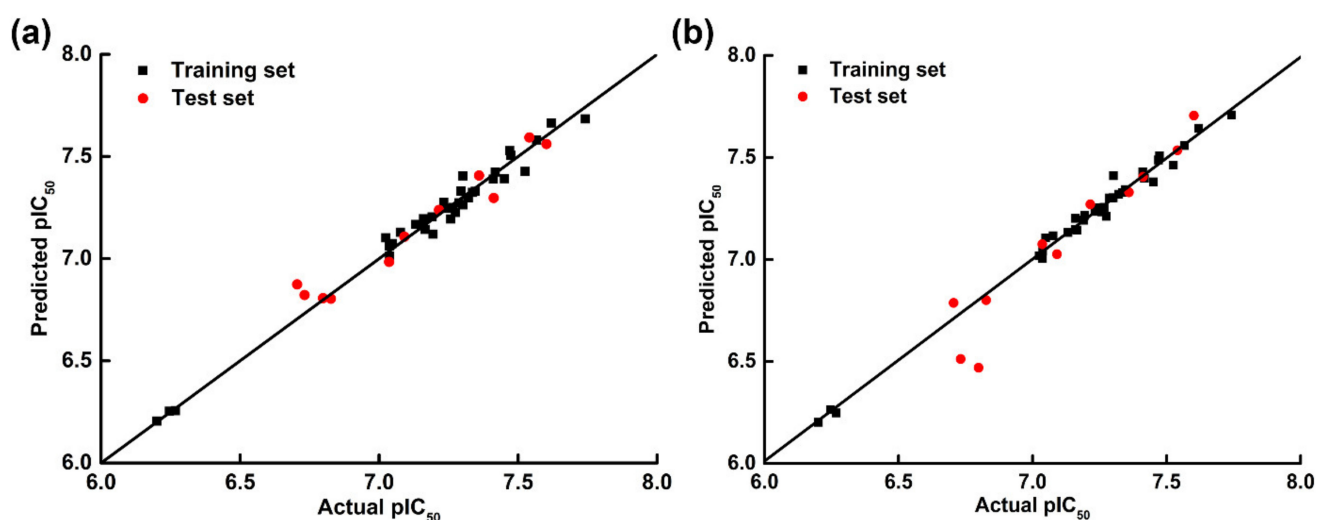 (a)
8.0
7.5
7.0
6.5
6.0
Predicted pIC50
Training set
Test set
6.0 6.5 7.0 7.5 8.0
Actual pIC50
(b)
8.0
7.5
7.0
6.5
6.0
Predicted pIC50
Training set
Test set
6.0 6.5 7.0 7.5 8.0
Actual pIC50